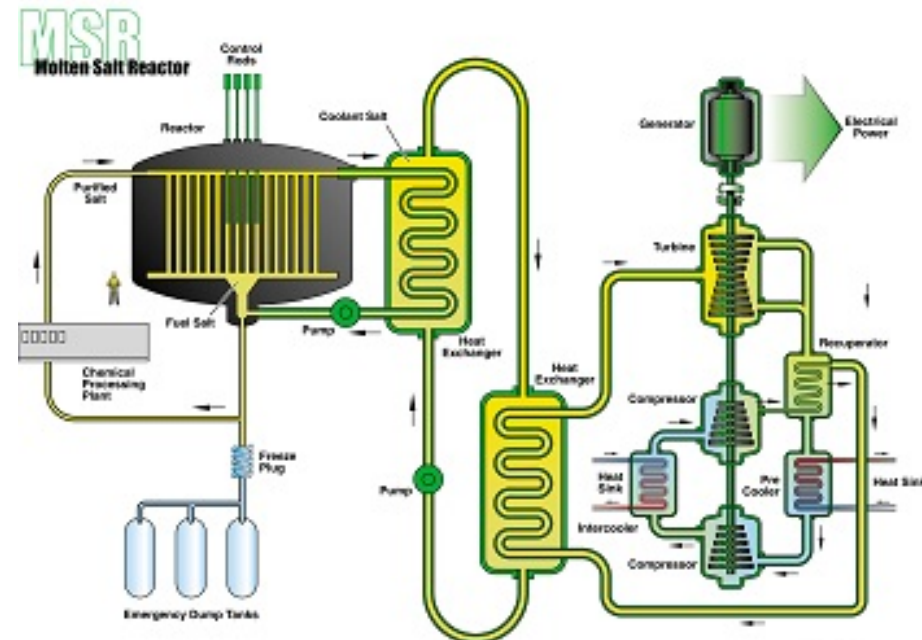 MSR
Molten Salt Reactor
Control
Rods
Reactor
Coolant Salt
Generator
Electrical
Power
Purified
Salt
Turbine
Fuel Salt
Pump
Heat
Exchanger
Chemical
Processing
Plant
Recuperator
Heat
Exchanger
Compressor
Freeze
Plug
Pump
Heat
Sink
Pre
Cooler
Heat Sink
Intercooler
Compressor
Emergency Dump Tanks